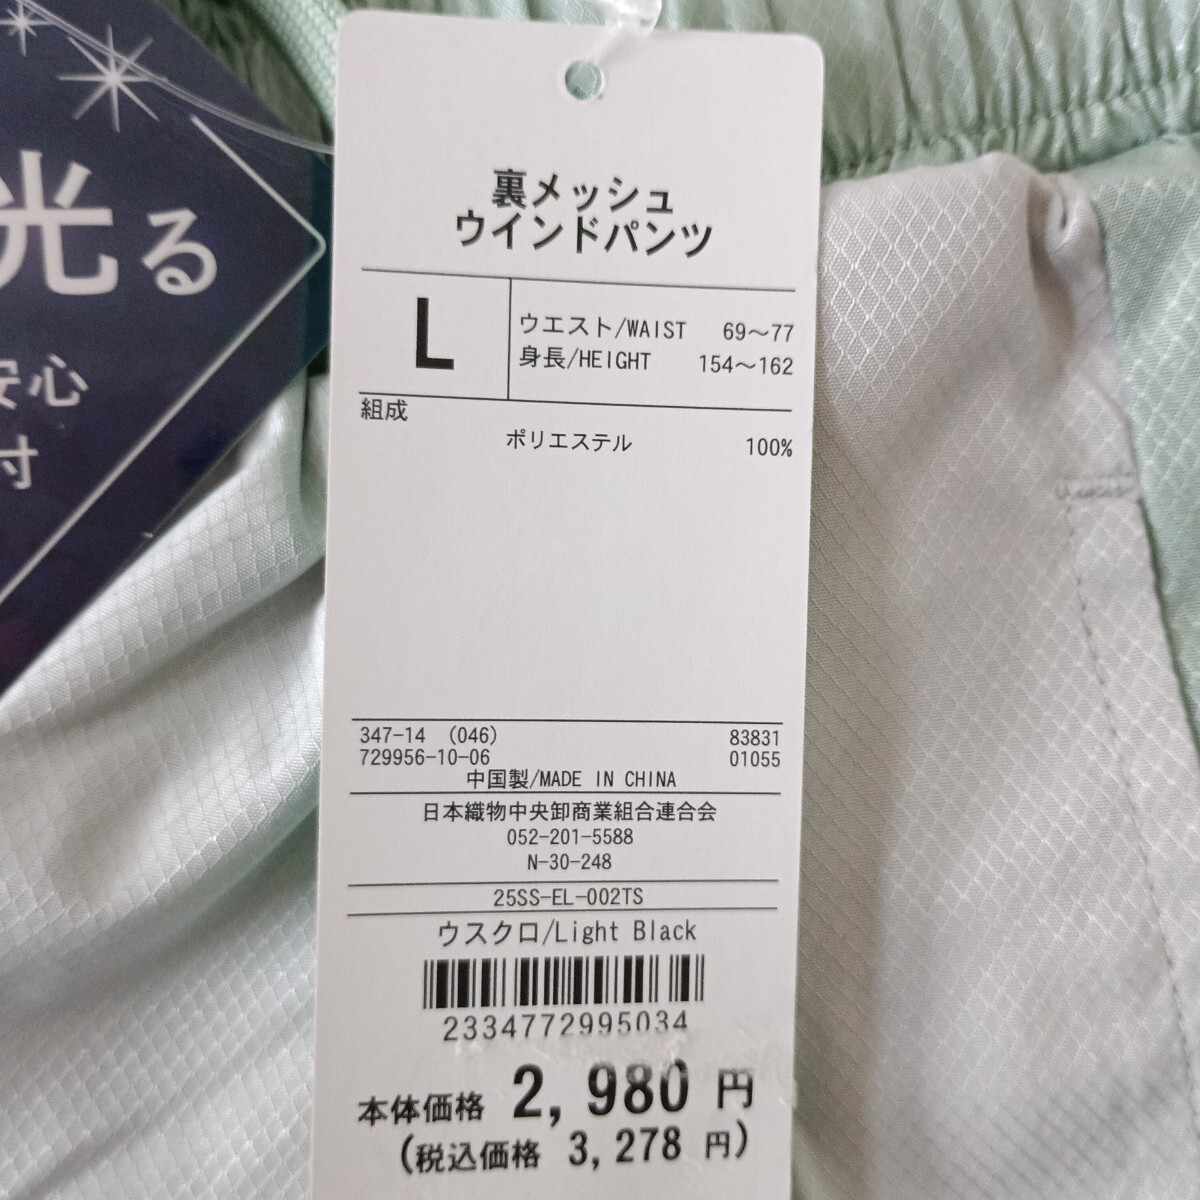 光る
安心
寸
裏メッシュ
ウインドパンツ
L
ウエスト/WAIST 69～77
身長/HEIGHT 154～162
組成
ポリエステル 100%
347-14 (046) 83831
729956-10-06 01055
中国製/MADE IN CHINA
日本織物中央卸商業組合連合会
052-201-5588
N-30-248
25SS-EL-002TS
ウスクロ/Light Black
2334772995034
本体価格 2,980 円
(税込価格 3,278 円)